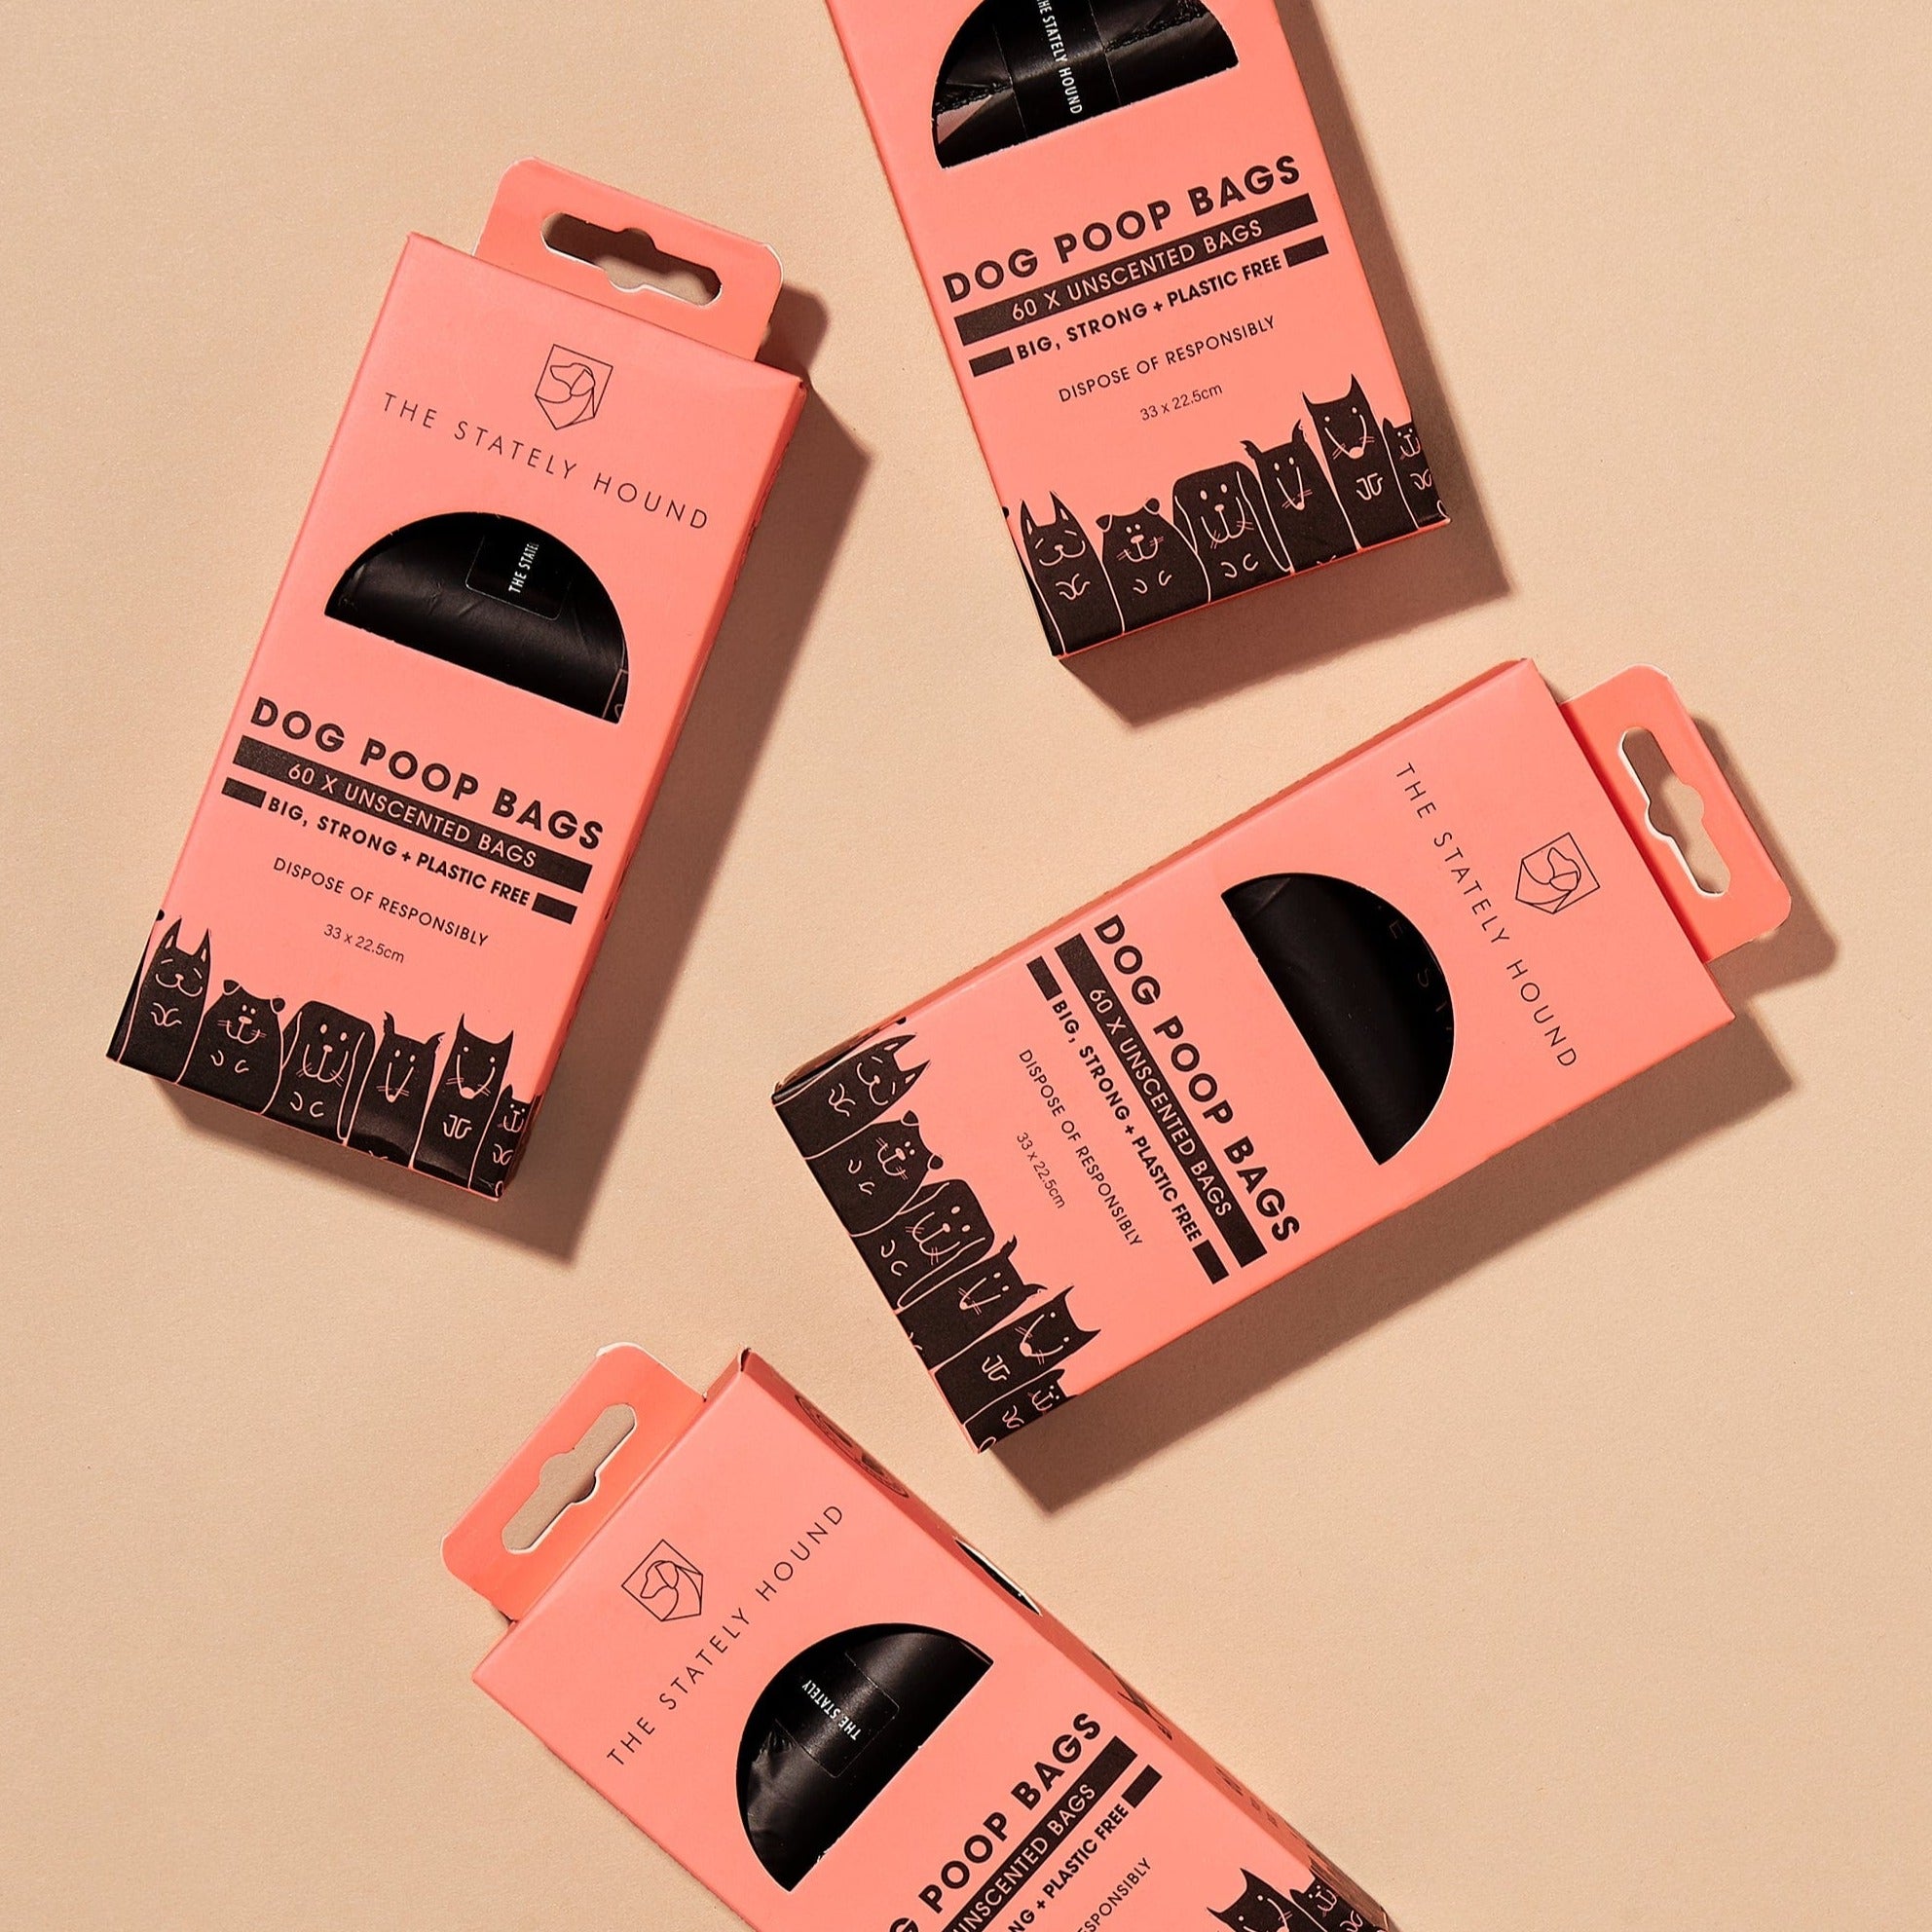 THE STATELY HOUND
DOG POOP BAGS
60 X UNSCENTED BAGS
BIG, STRONG + PLASTIC FREE
DISPOSE OF RESPONSIBLY
33 x 22.5cm
THE STATELY HOUND
THE STATE
DOG POOP BAGS
60 X UNSCENTED BAGS
BIG, STRONG + PLASTIC FREE
DISPOSE OF RESPONSIBLY
33 x 22.5cm
THE STATELY HOUND
DOG POOP BAGS
60 X UNSCENTED BAGS
BIG, STRONG + PLASTIC FREE
DISPOSE OF RESPONSIBLY
33 x 22.5cm
THE STATELY HOUND
THE STATELY
POOP BAGS
UNSCENTED BAGS
+ PLASTIC FREE